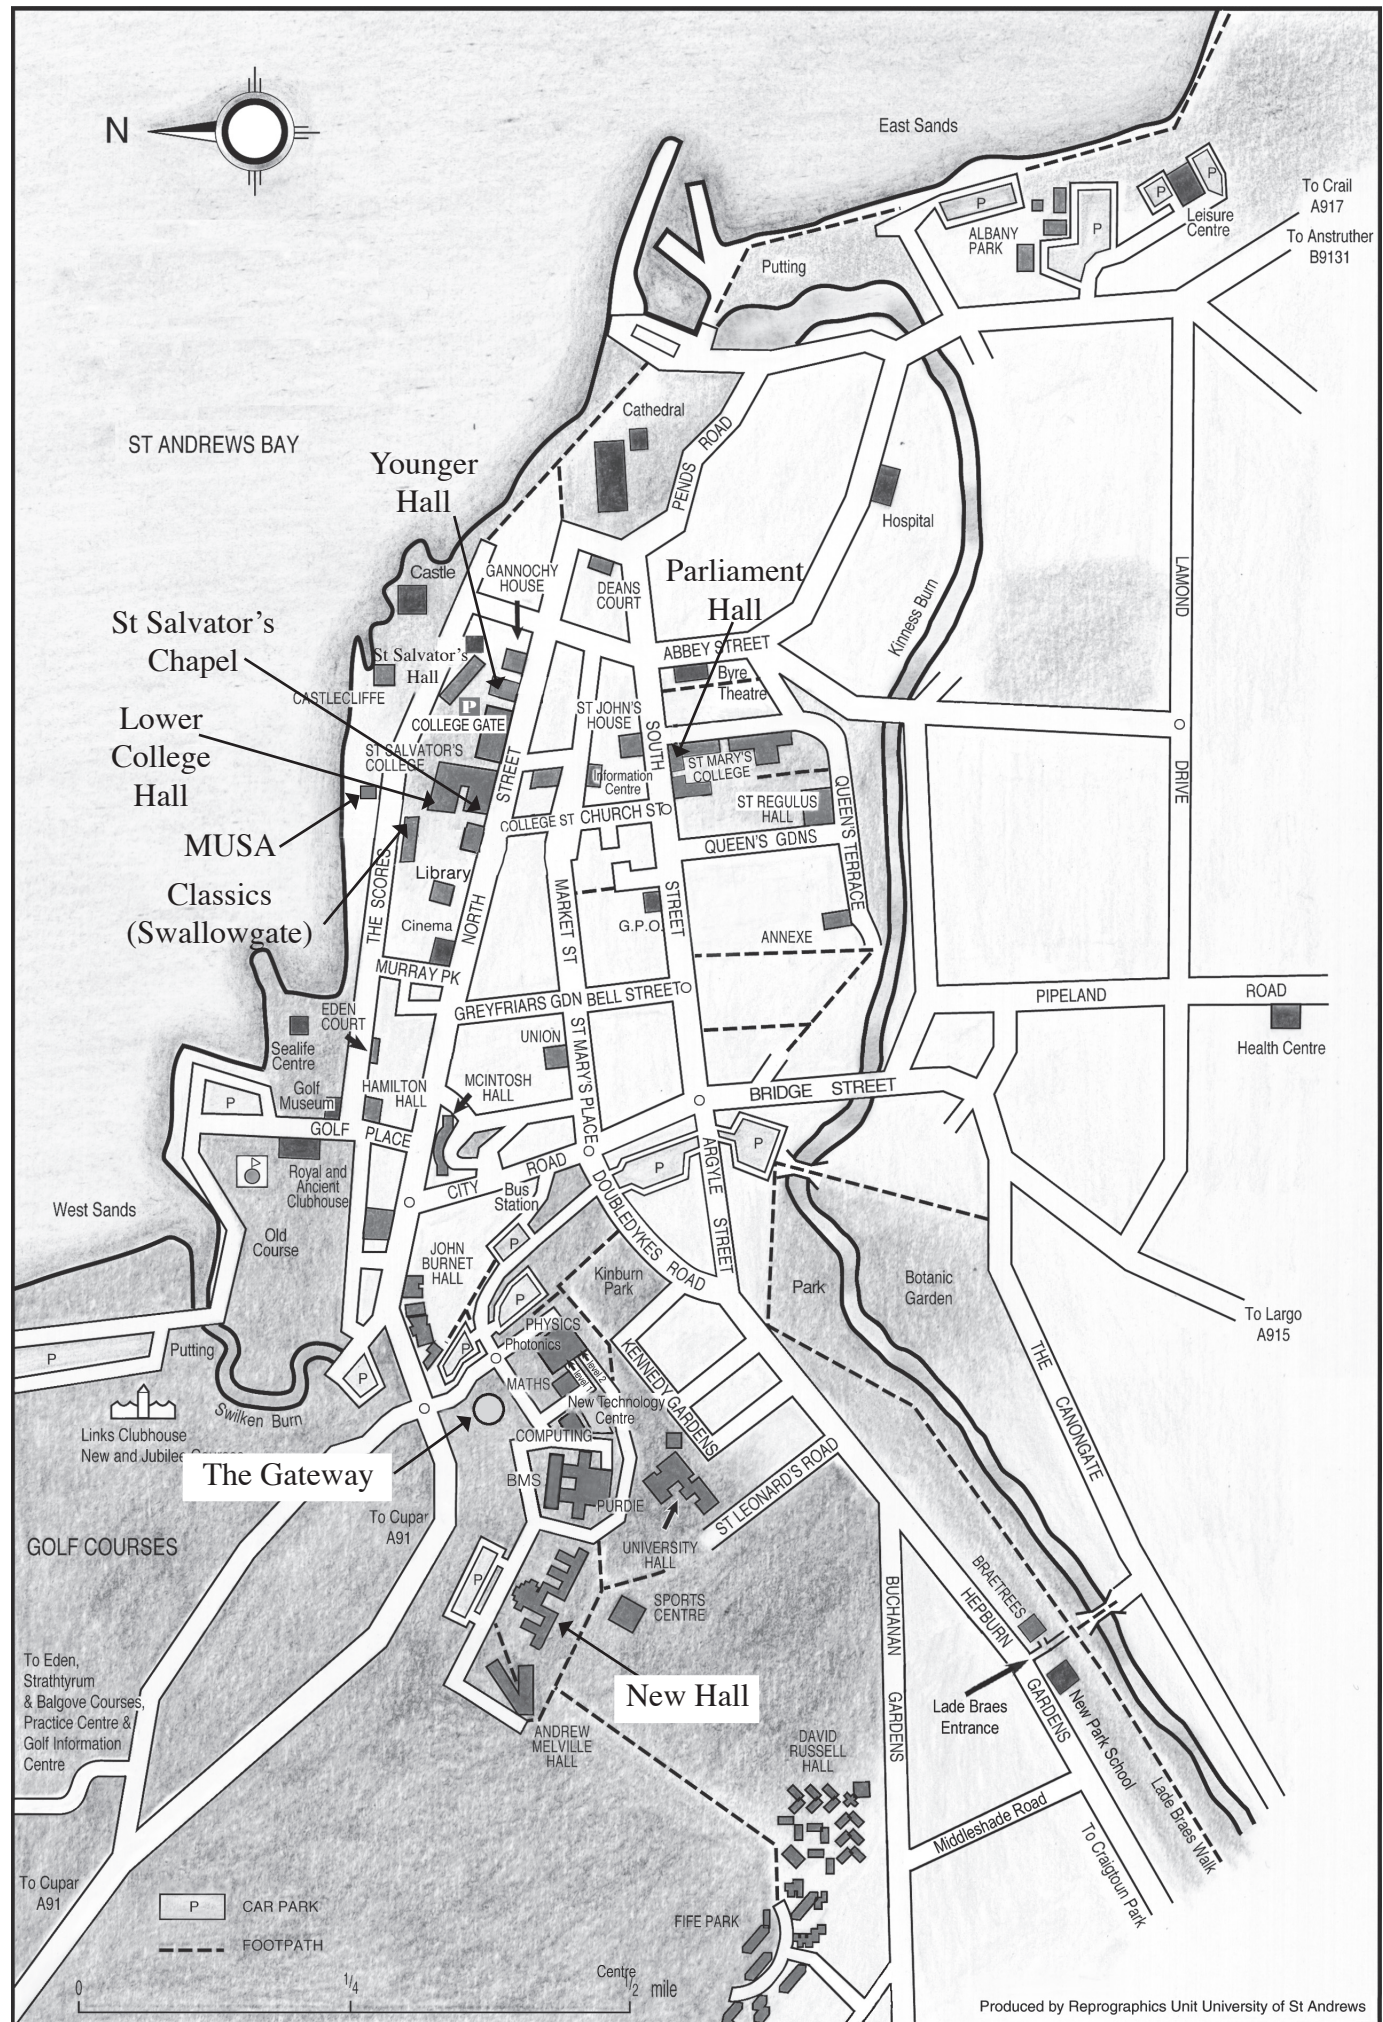 N
East Sands
To Crail
A917
To Anstruther
B9131
P
P
P
P
Leisure
Centre
ALBANY
PARK
Putting
Cathedral
PENDS ROAD
ST ANDREWS BAY
Younger
Hall
Hospital
Castle
GANNOCHY
HOUSE
DEANS
COURT
Parliament
Hall
LAMOND
DRIVE
Kinness Burn
St Salvator's
Chapel
ABBEY STREET
St Salvator's
Hall
Byre
Theatre
CASTLECLIFFE
P
COLLEGE GATE
ST JOHN'S
HOUSE
SOUTH
STREET
Lower
College
Hall
ST SALVATOR'S
COLLEGE
NORTH
STREET
Information
Centre
ST MARY'S
COLLEGE
QUEEN'S TERRACE
ST REGULUS
HALL
COLLEGE ST
CHURCH ST
QUEEN'S GDNS
MUSA
THE SCORES
Library
Classics
(Swallowgate)
Cinema
MARKET ST
G.P.O.
ANNEXE
MURRAY PK
GREYFRIARS GDN
BELL STREET
PIPELAND
ROAD
Health Centre
EDEN
COURT
Sealife
Centre
UNION
ST MARY'S PLACE
Golf
Museum
HAMILTON
HALL
MCINTOSH
HALL
BRIDGE STREET
P
GOLF PLACE
P
P
ARGYLE
STREET
Royal and
Ancient
Clubhouse
CITY
ROAD
Bus
Station
DOUBLEDYKES ROAD
West Sands
Old
Course
P
JOHN
BURNET
HALL
Kinburn
Park
Park
Botanic
Garden
P
PHYSICS
Photonics
To Largo
A915
P
Putting
P
P
MATHS
level 1
level 2
KENNEDY GARDENS
THE CANONGATE
Swilken Burn
New Technology
Centre
COMPUTING
Links Clubhouse
New and Jubilee Courses
The Gateway
BMS
PURDIE
ST LEONARD'S ROAD
To Cupar
A91
GOLF COURSES
UNIVERSITY
HALL
P
SPORTS
CENTRE
BUCHANAN
GARDENS
BRAETREES
HEPBURN
GARDENS
To Eden,
Strathtyrum
& Balgove Courses,
Practice Centre &
Golf Information
Centre
New Hall
Lade Braes
Entrance
New Park School
ANDREW
MELVILLE
HALL
DAVID
RUSSELL
HALL
Lade Braes Walk
Middleshade Road
To Craigtoun Park
To Cupar
A91
P
CAR PARK
FOOTPATH
FIFE PARK
Centre
0
1/4
1/2
mile
Produced by Reprographics Unit University of St Andrews